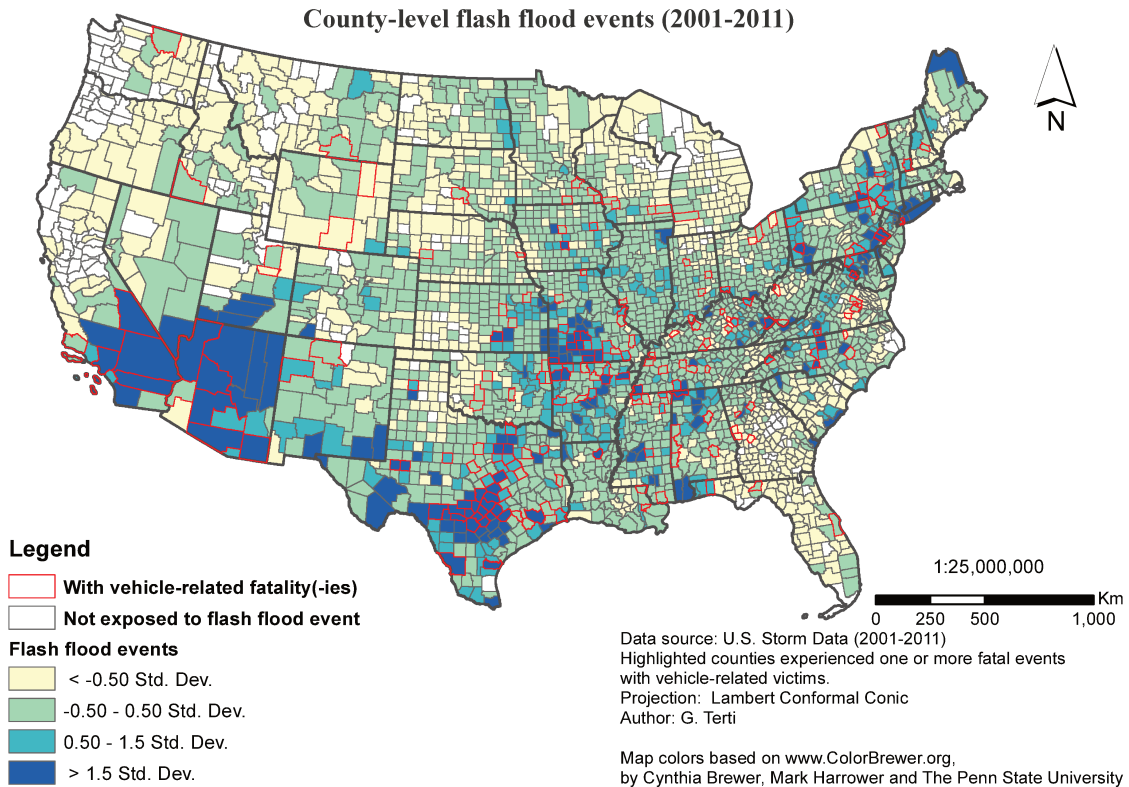 County-level flash flood events (2001-2011)
N
Legend
With vehicle-related fatality(-ies)
Not exposed to flash flood event
Flash flood events
< -0.50 Std. Dev.
-0.50 - 0.50 Std. Dev.
0.50 - 1.5 Std. Dev.
> 1.5 Std. Dev.
1:25,000,000
Km
0 250 500 1,000
Data source: U.S. Storm Data (2001-2011)
Highlighted counties experienced one or more fatal events
with vehicle-related victims.
Projection: Lambert Conformal Conic
Author: G. Terti
Map colors based on www.ColorBrewer.org,
by Cynthia Brewer, Mark Harrower and The Penn State University